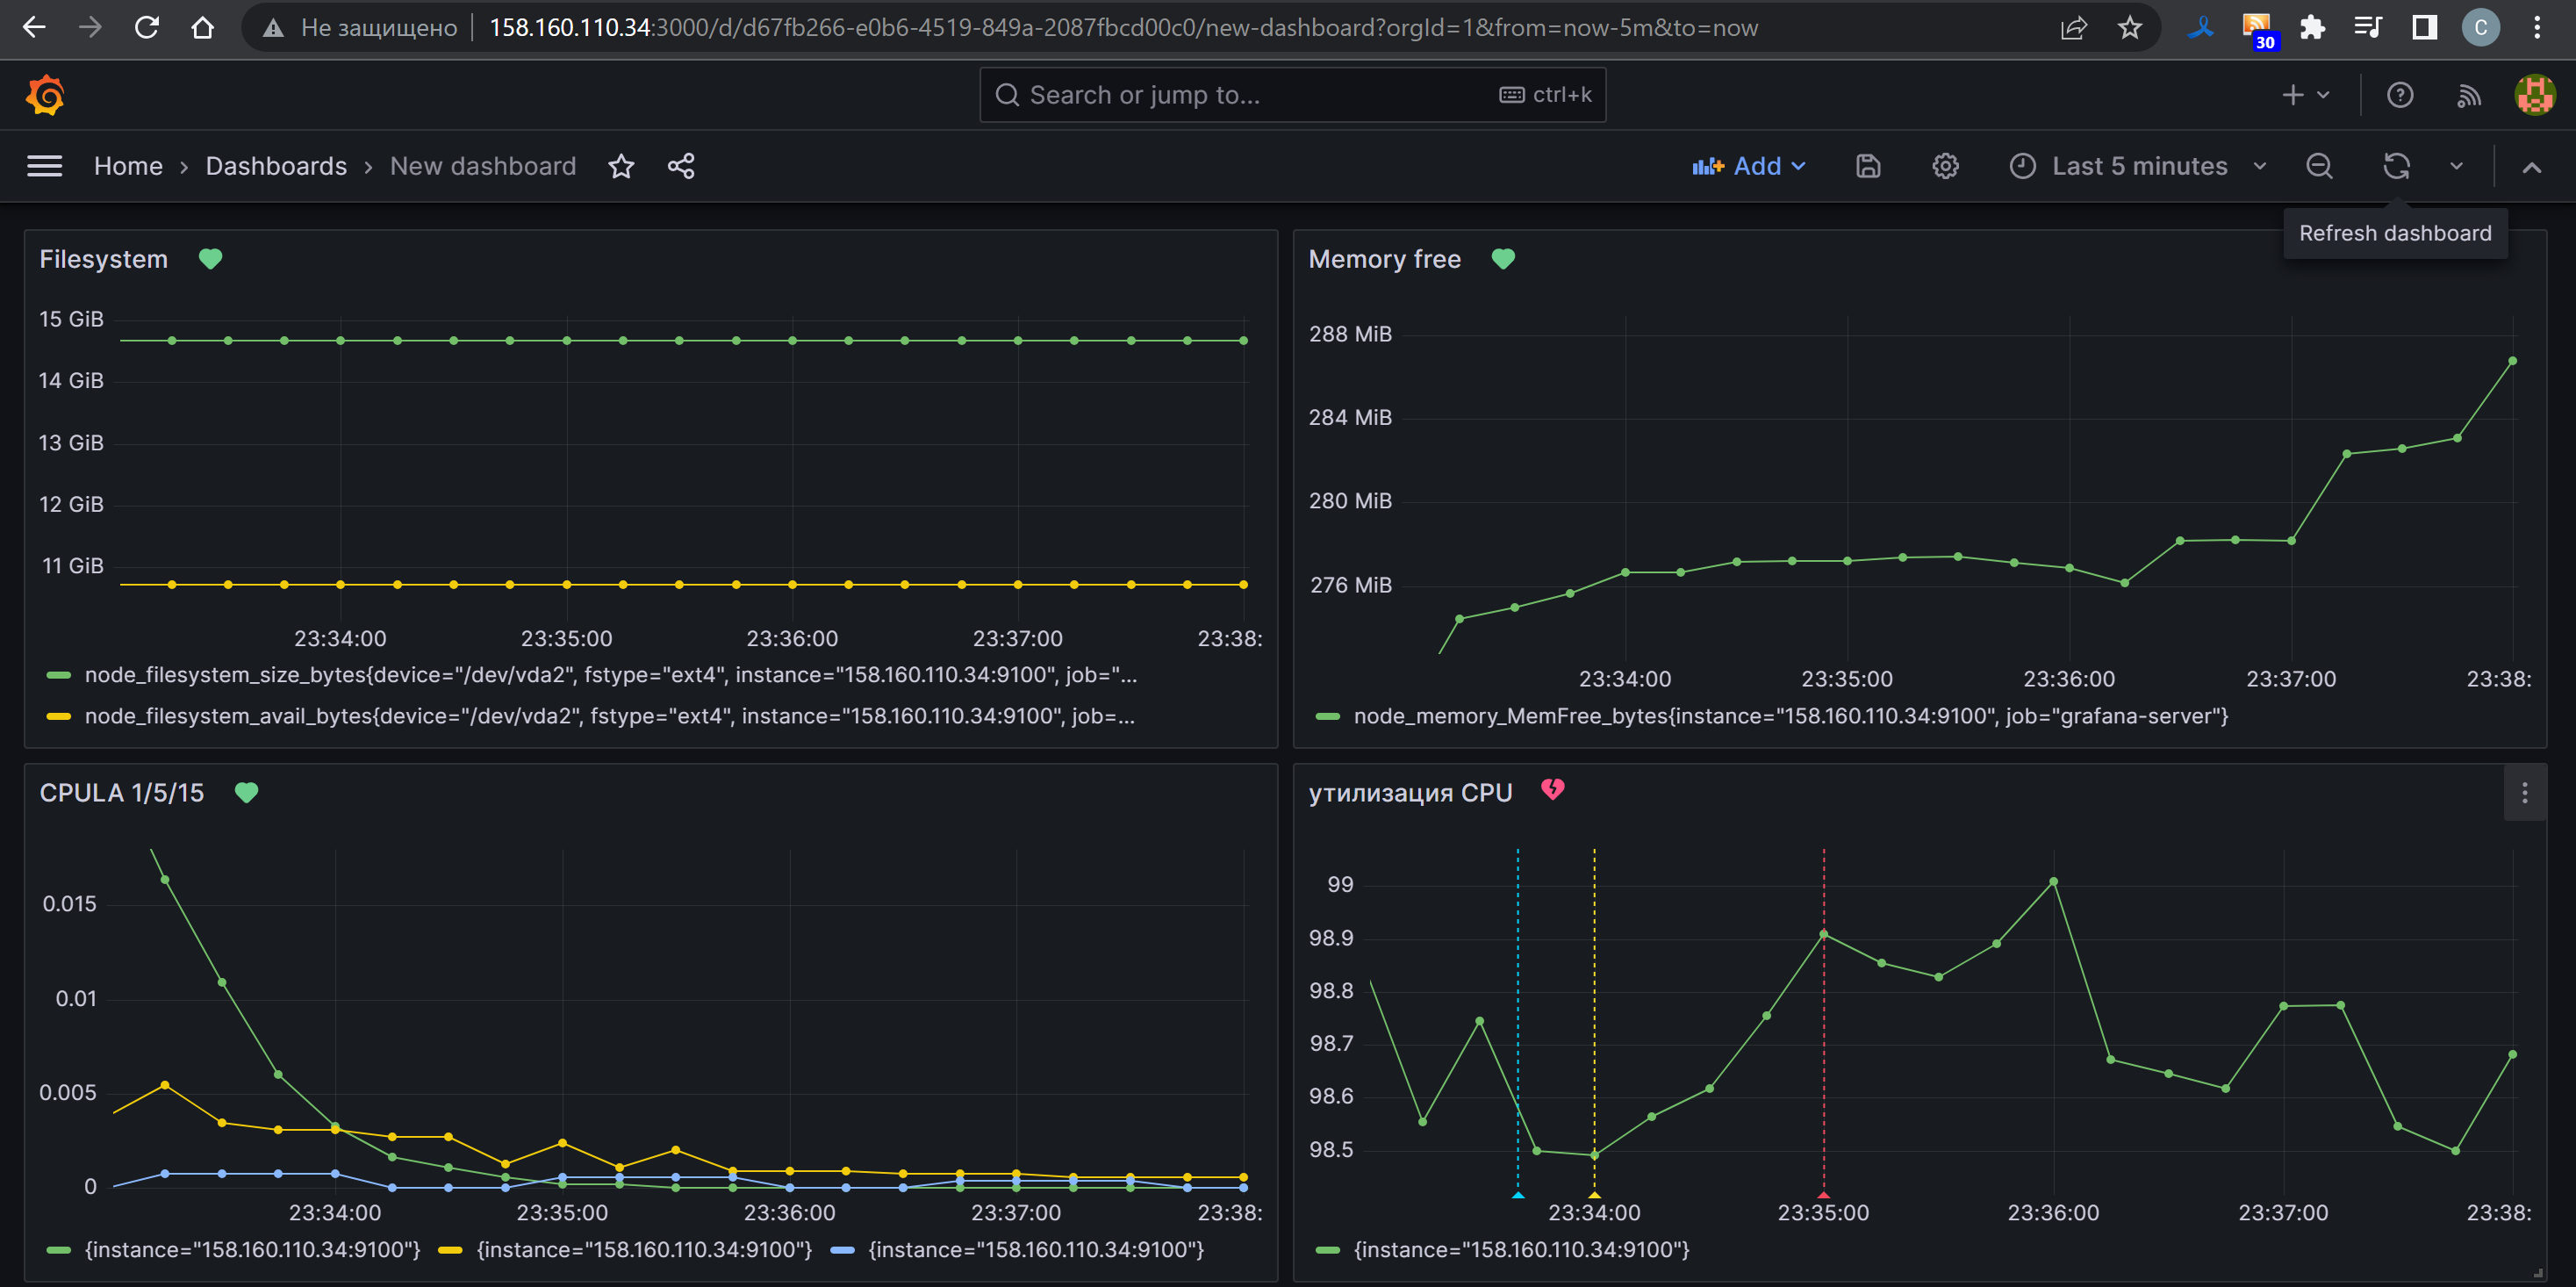 Не защищено 158.160.110.34:3000/d/d67fb266-e0b6-4519-849a-2087fbcd00c0/new-dashboard?orgId=1&from=now-5m&to=now
30
C
Search or jump to...
ctrl+k
Home › Dashboards › New dashboard
Add
Last 5 minutes
Refresh dashboard
Filesystem
15 GiB
14 GiB
13 GiB
12 GiB
11 GiB
23:34:00 23:35:00 23:36:00 23:37:00 23:38:
node_filesystem_size_bytes{device="/dev/vda2", fstype="ext4", instance="158.160.110.34:9100", job="...
node_filesystem_avail_bytes{device="/dev/vda2", fstype="ext4", instance="158.160.110.34:9100", job=...
Memory free
288 MiB
284 MiB
280 MiB
276 MiB
23:34:00 23:35:00 23:36:00 23:37:00 23:38:
node_memory_MemFree_bytes{instance="158.160.110.34:9100", job="grafana-server"}
CPULA 1/5/15
0.015
0.01
0.005
0
23:34:00 23:35:00 23:36:00 23:37:00 23:38:
{instance="158.160.110.34:9100"} {instance="158.160.110.34:9100"} {instance="158.160.110.34:9100"}
утилизация CPU
99
98.9
98.8
98.7
98.6
98.5
23:34:00 23:35:00 23:36:00 23:37:00 23:38:
{instance="158.160.110.34:9100"}